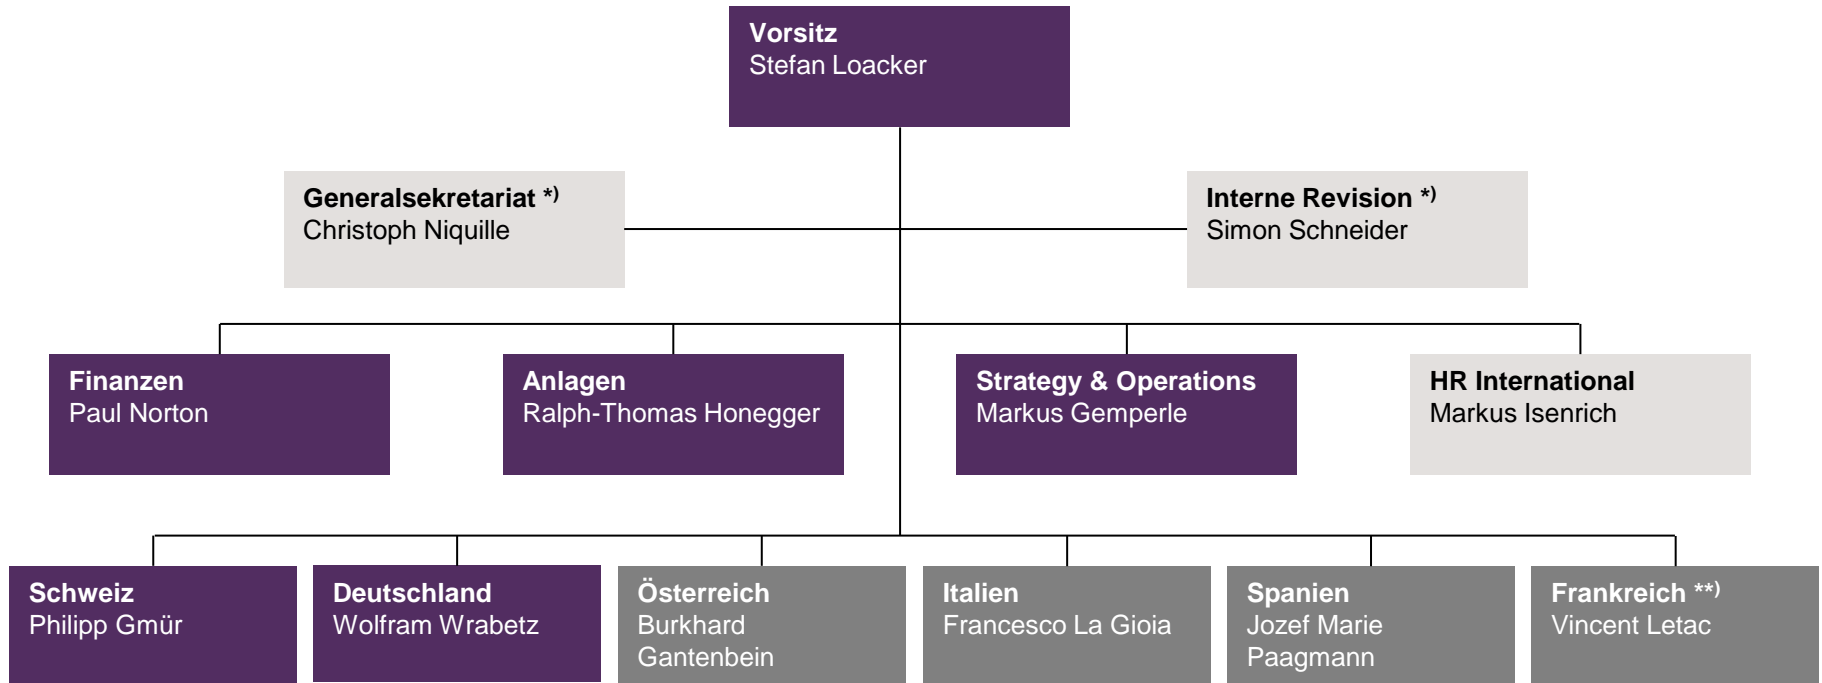 Vorsitz
Stefan Loacker
Generalsekretariat *)
Christoph Niquille
Interne Revision *)
Simon Schneider
Finanzen
Paul Norton
Anlagen
Ralph-Thomas Honegger
Strategy & Operations
Markus Gemperle
HR International
Markus Isenrich
Schweiz
Philipp Gmür
Deutschland
Wolfram Wrabetz
Österreich
Burkhard
Gantenbein
Italien
Francesco La Gioia
Spanien
Jozef Marie
Paagmann
Frankreich **)
Vincent Letac